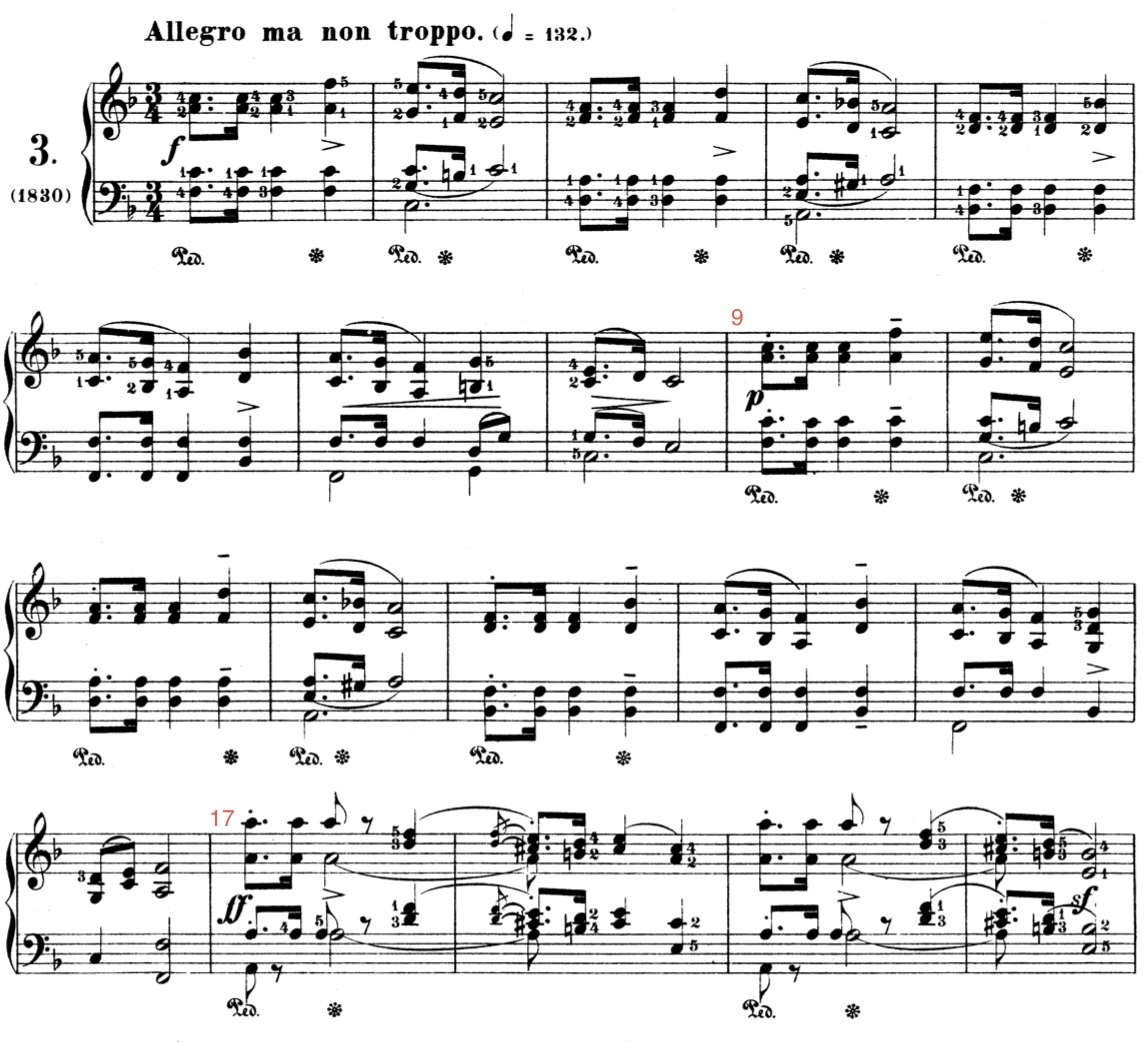 Allegro ma non troppo. (♩ = 132.)
3.
(1830)
f
Ped. * Ped. * Ped. * Ped. * Ped. *
9
p
Ped. * Ped. *
Ped. * Ped. * Ped. *
17
ff sf
Ped. * Ped. *